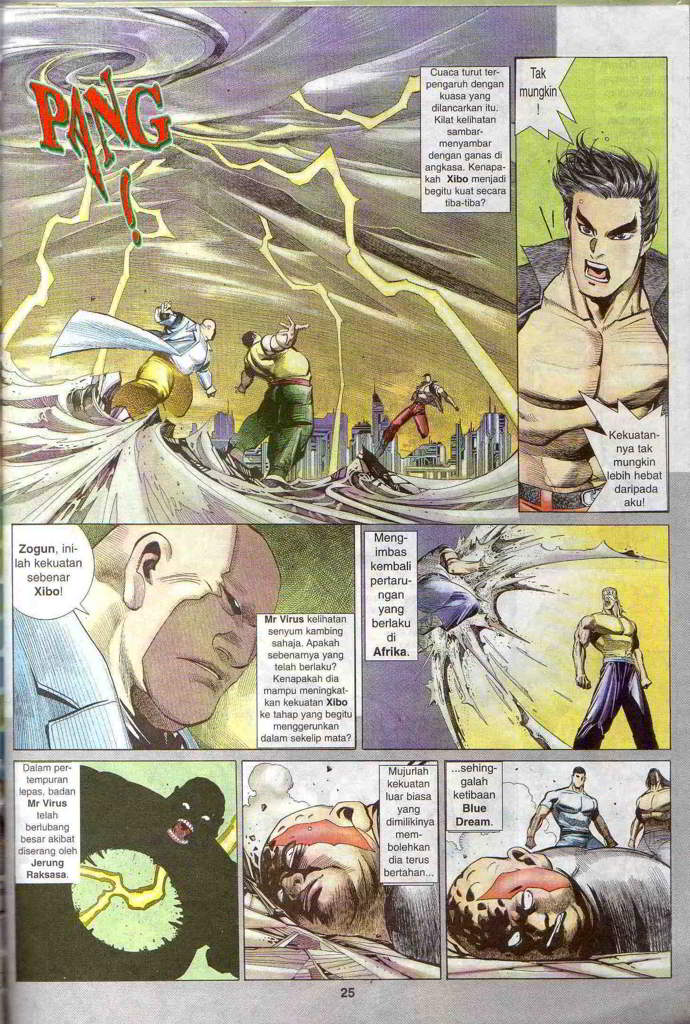 PANG!
Cuaca turut ter-
pengaruh dengan
kuasa yang
dilancarkan itu.
Kilat kelihatan
sambar-
menyambar
dengan ganas di
angkasa. Kenapa-
kah Xibo menjadi
begitu kuat secara
tiba-tiba?
Tak
mungkin
!
Kekuatan-
nya tak
mungkin
lebih hebat
daripada
aku!
Zogun, ini-
lah kekuatan
sebenar
Xibo!
Mr Virus kelihatan
senyum kambing
sahaja. Apakah
sebenarnya yang
telah berlaku?
Kenapakah dia
mampu meningkat-
kan kekuatan Xibo
ke tahap yang begitu
menggerunkan
dalam sekelip mata?
Meng-
imbas
kembali
pertaru-
ngan
yang
berlaku
di
Afrika.
Dalam per-
tempuran
lepas, badan
Mr Virus
telah
berlubang
besar akibat
diserang oleh
Jerung
Raksasa.
Mujurlah
kekuatan
luar biasa
yang
dimilikinya
mem-
bolehkan
dia terus
bertahan...
...sehing-
galah
ketibaan
Blue
Dream.
25